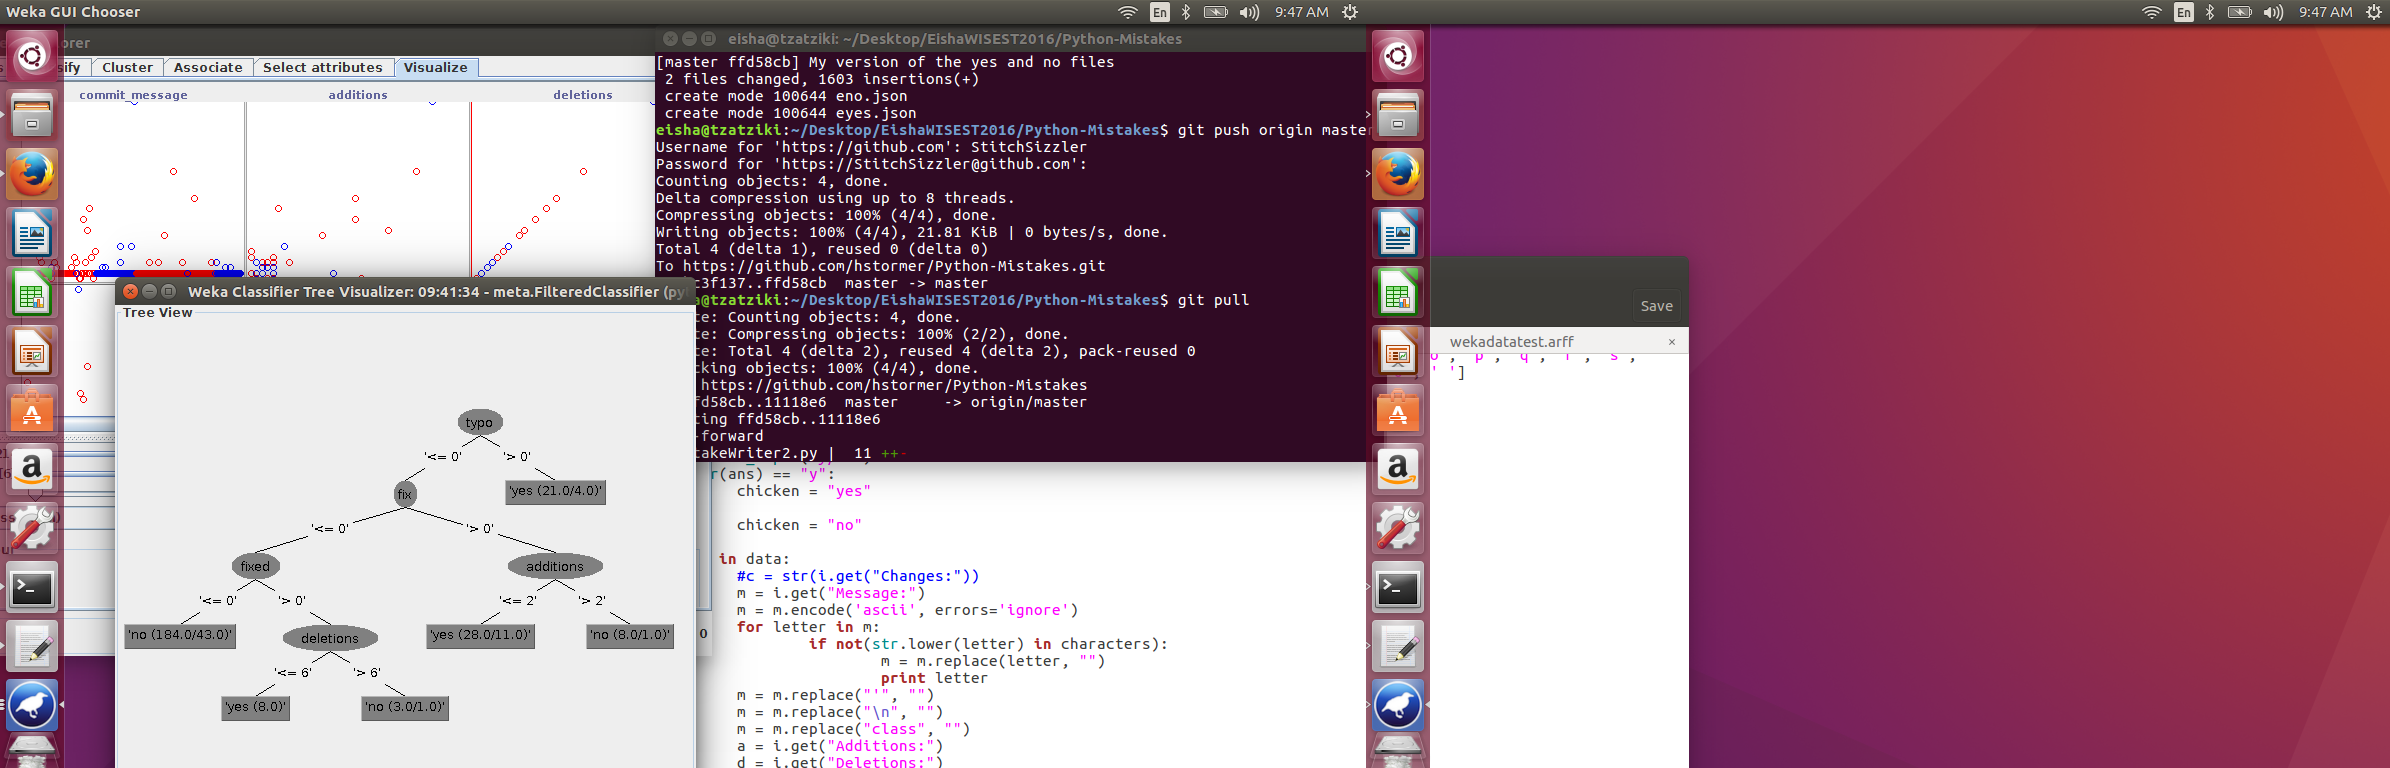 Weka GUI Chooser
En
9:47 AM
En
9:47 AM
orer
sify
Cluster
Associate
Select attributes
Visualize
commit_message
additions
deletions
eisha@tzatziki: ~/Desktop/EishaWISEST2016/Python-Mistakes
[master ffd58cb] My version of the yes and no files
2 files changed, 1603 insertions(+)
create mode 100644 eno.json
create mode 100644 eyes.json
eisha@tzatziki:~/Desktop/EishaWISEST2016/Python-Mistakes$ git push origin master
Username for 'https://github.com': StitchSizzler
Password for 'https://StitchSizzler@github.com':
Counting objects: 4, done.
Delta compression using up to 8 threads.
Compressing objects: 100% (4/4), done.
Writing objects: 100% (4/4), 21.81 KiB | 0 bytes/s, done.
Total 4 (delta 1), reused 0 (delta 0)
To https://github.com/hstormer/Python-Mistakes.git
c3f137..ffd58cb  master -> master
@tzatziki:~/Desktop/EishaWISEST2016/Python-Mistakes$ git pull
te: Counting objects: 4, done.
te: Compressing objects: 100% (2/2), done.
te: Total 4 (delta 2), reused 4 (delta 2), pack-reused 0
cking objects: 100% (4/4), done.
https://github.com/hstormer/Python-Mistakes
fd58cb..11118e6  master     -> origin/master
ting ffd58cb..11118e6
-forward
takeWriter2.py |  11 ++-
Weka Classifier Tree Visualizer: 09:41:34 - meta.FilteredClassifier (py
Tree View
typo
'<= 0'
'> 0'
fix
'yes (21.0/4.0)'
'<= 0'
'> 0'
fixed
additions
'<= 0'
'> 0'
'<= 2'
'> 2'
'no (184.0/43.0)'
deletions
'yes (28.0/11.0)'
'no (8.0/1.0)'
'<= 6'
'> 6'
'yes (8.0)'
'no (3.0/1.0)'
0
r(ans) == "y":
chicken = "yes"
chicken = "no"
in data:
#c = str(i.get("Changes:"))
m = i.get("Message:")
m = m.encode('ascii', errors='ignore')
for letter in m:
if not(str.lower(letter) in characters):
m = m.replace(letter, "")
print letter
m = m.replace("'", "")
m = m.replace("\n", "")
m = m.replace("class", "")
a = i.get("Additions:")
d = i.get("Deletions:")
Save
wekadatatest.arff ×
' ']